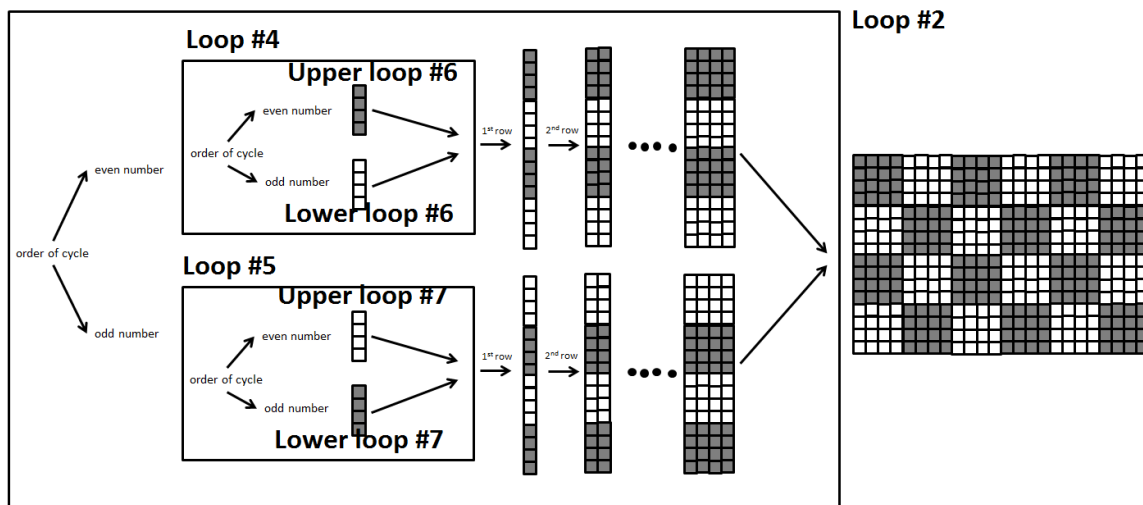 Loop #2
Loop #4
Upper loop #6
even number
order of cycle
odd number
Lower loop #6
1st row
2nd row
even number
order of cycle
odd number
Loop #5
Upper loop #7
even number
order of cycle
odd number
Lower loop #7
1st row
2nd row